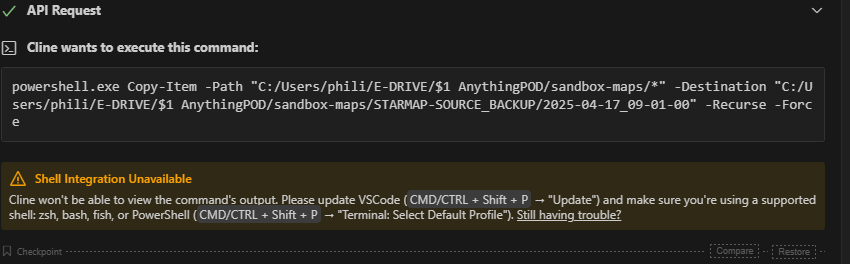 API Request
Cline wants to execute this command:
powershell.exe Copy-Item -Path "C:/Users/phili/E-DRIVE/$1 AnythingPOD/sandbox-maps/*" -Destination "C:/U
sers/phili/E-DRIVE/$1 AnythingPOD/sandbox-maps/STARMAP-SOURCE_BACKUP/2025-04-17_09-01-00" -Recurse -Forc
e
Shell Integration Unavailable
Cline won't be able to view the command's output. Please update VSCode (CMD/CTRL + Shift + P → "Update") and make sure you're using a supported
shell: zsh, bash, fish, or PowerShell (CMD/CTRL + Shift + P → "Terminal: Select Default Profile"). Still having trouble?
Checkpoint Compare Restore